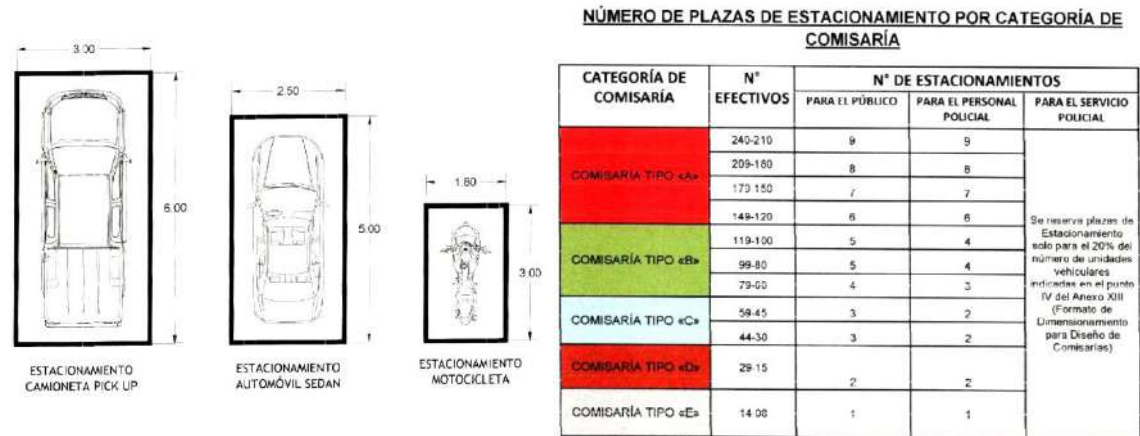 3.00
6.00
ESTACIONAMIENTO
CAMIONETA PICK UP
2.50
5.00
ESTACIONAMIENTO
AUTOMÓVIL SEDAN
1.80
3.00
ESTACIONAMIENTO
MOTOCICLETA
NÚMERO DE PLAZAS DE ESTACIONAMIENTO POR CATEGORÍA DE
COMISARÍA
CATEGORÍA DE COMISARÍA N° EFECTIVOS N° DE ESTACIONAMIENTOS
PARA EL PÚBLICO PARA EL PERSONAL POLICIAL PARA EL SERVICIO POLICIAL
COMISARÍA TIPO «A»
240-210 9 9
209-180 8 8
179-150 7 7
149-120 6 6
COMISARÍA TIPO «B»
119-100 5 4
99-80 5 4
79-60 4 3
COMISARÍA TIPO «C»
59-45 3 2
44-30 3 2
COMISARÍA TIPO «D»
29-15 2 2
COMISARÍA TIPO «E»
14-08 1 1
Se reserva plazas de
Estacionamiento
solo para el 20% del
número de unidades
vehiculares
indicadas en el punto
IV del Anexo XIII
(Formato de
Dimensionamiento
para Diseño de
Comisarías)